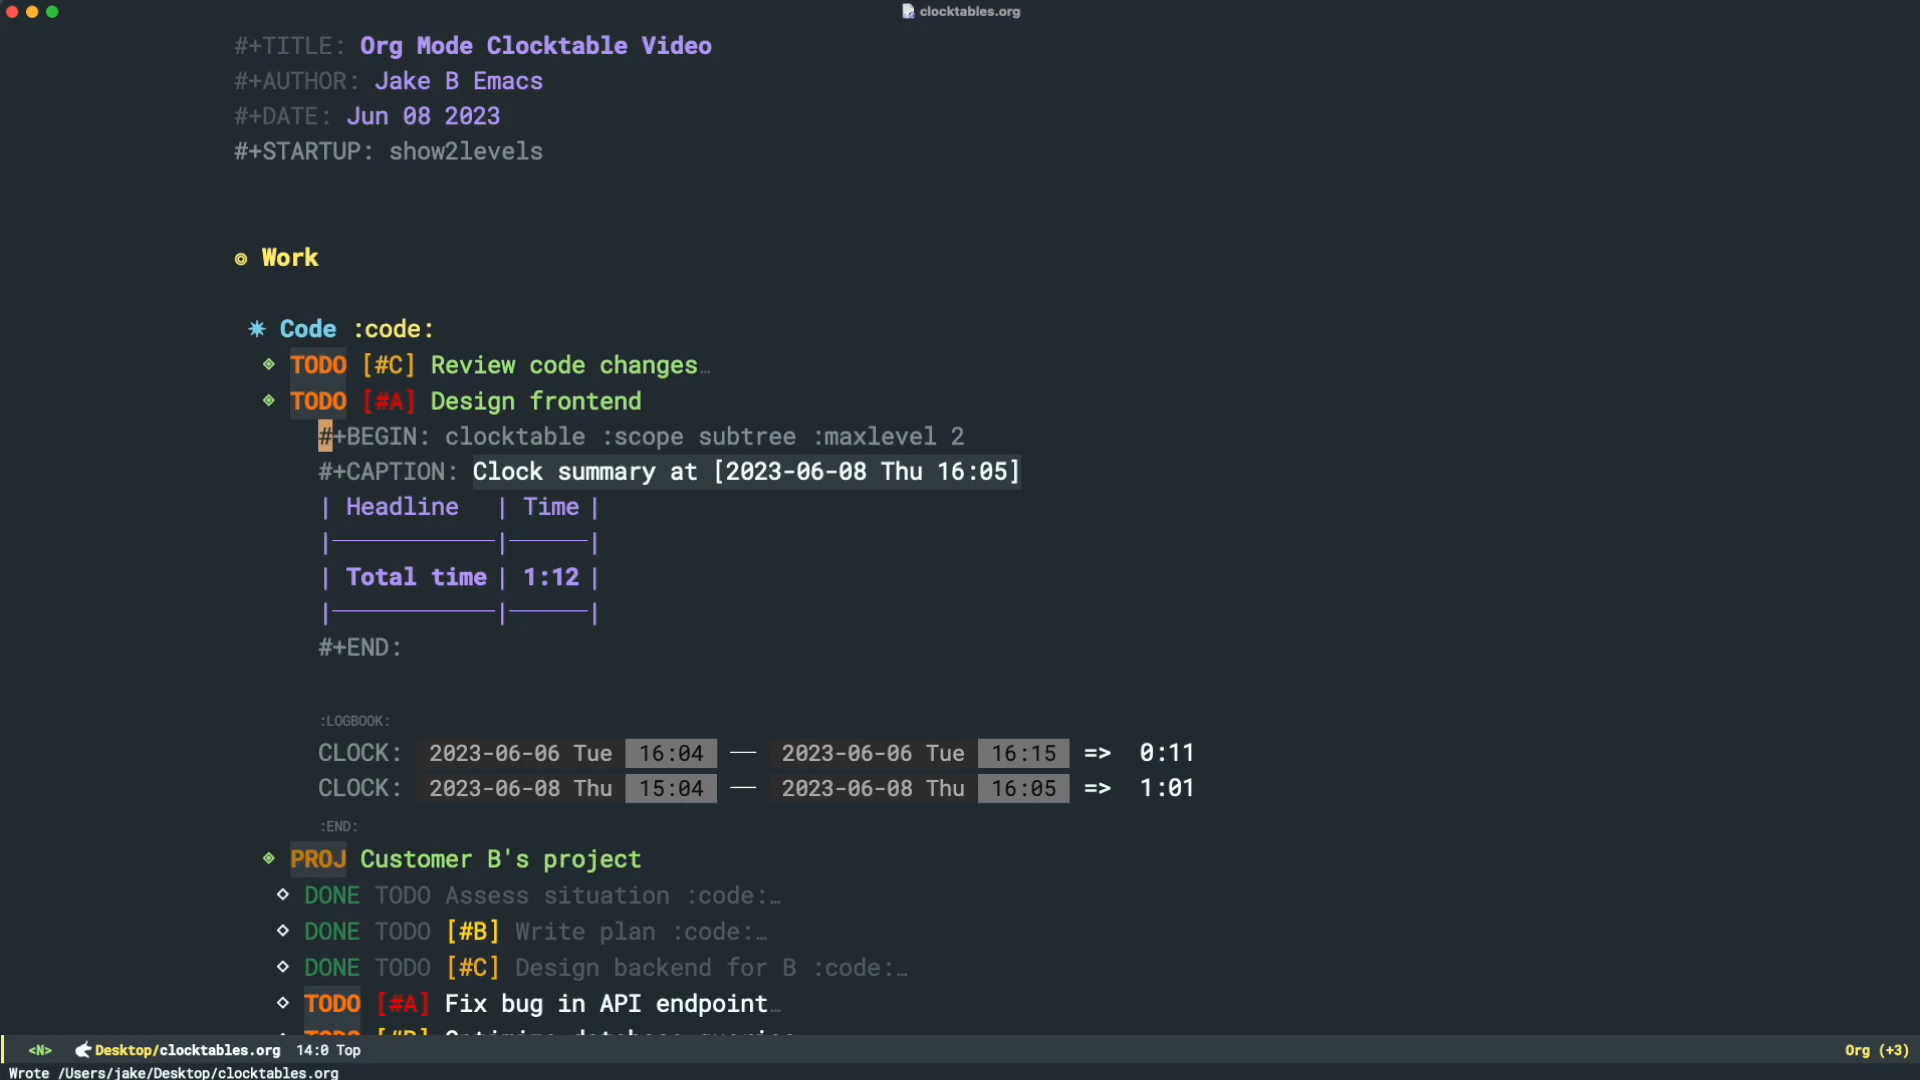 clocktables.org
#+TITLE: Org Mode Clocktable Video
#+AUTHOR: Jake B Emacs
#+DATE: Jun 08 2023
#+STARTUP: show2levels
Work
Code :code:
TODO [#C] Review code changes…
TODO [#A] Design frontend
#+BEGIN: clocktable :scope subtree :maxlevel 2
#+CAPTION: Clock summary at [2023-06-08 Thu 16:05]
| Headline | Time |
| Total time | 1:12 |
#+END:
:LOGBOOK:
CLOCK: 2023-06-06 Tue 16:04 — 2023-06-06 Tue 16:15 => 0:11
CLOCK: 2023-06-08 Thu 15:04 — 2023-06-08 Thu 16:05 => 1:01
:END:
PROJ Customer B's project
DONE TODO Assess situation :code:…
DONE TODO [#B] Write plan :code:…
DONE TODO [#C] Design backend for B :code:…
TODO [#A] Fix bug in API endpoint…
TODO [#B] Optimize database queries
<N> Desktop/clocktables.org 14:0 Top Org (+3)
Wrote /Users/jake/Desktop/clocktables.org